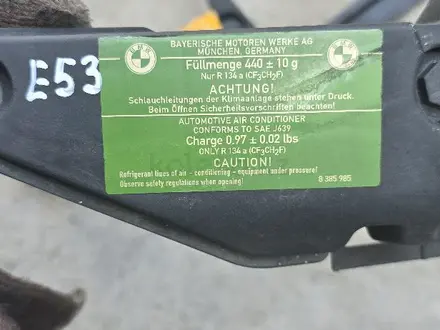 E53
BMW
BMW
BAYERISCHE MOTOREN WERKE AG
MÜNCHEN, GERMANY
Füllmenge 440 ± 10 g
Nur R 134 a (CF3CH2F)
ACHTUNG!
Schlauchleitungen der Klimaanlage stehen unter Druck.
Beim Öffnen Sicherheitsvorschriften beachten!
AUTOMOTIVE AIR CONDITIONER
CONFORMS TO SAE J639
Charge 0.97 ± 0.02 lbs
ONLY R 134 a (CF3CH2F)
CAUTION!
Refrigerant lines of air - conditioning - equipment under pressure!
Observe safety regulations when opening!
8 385 985